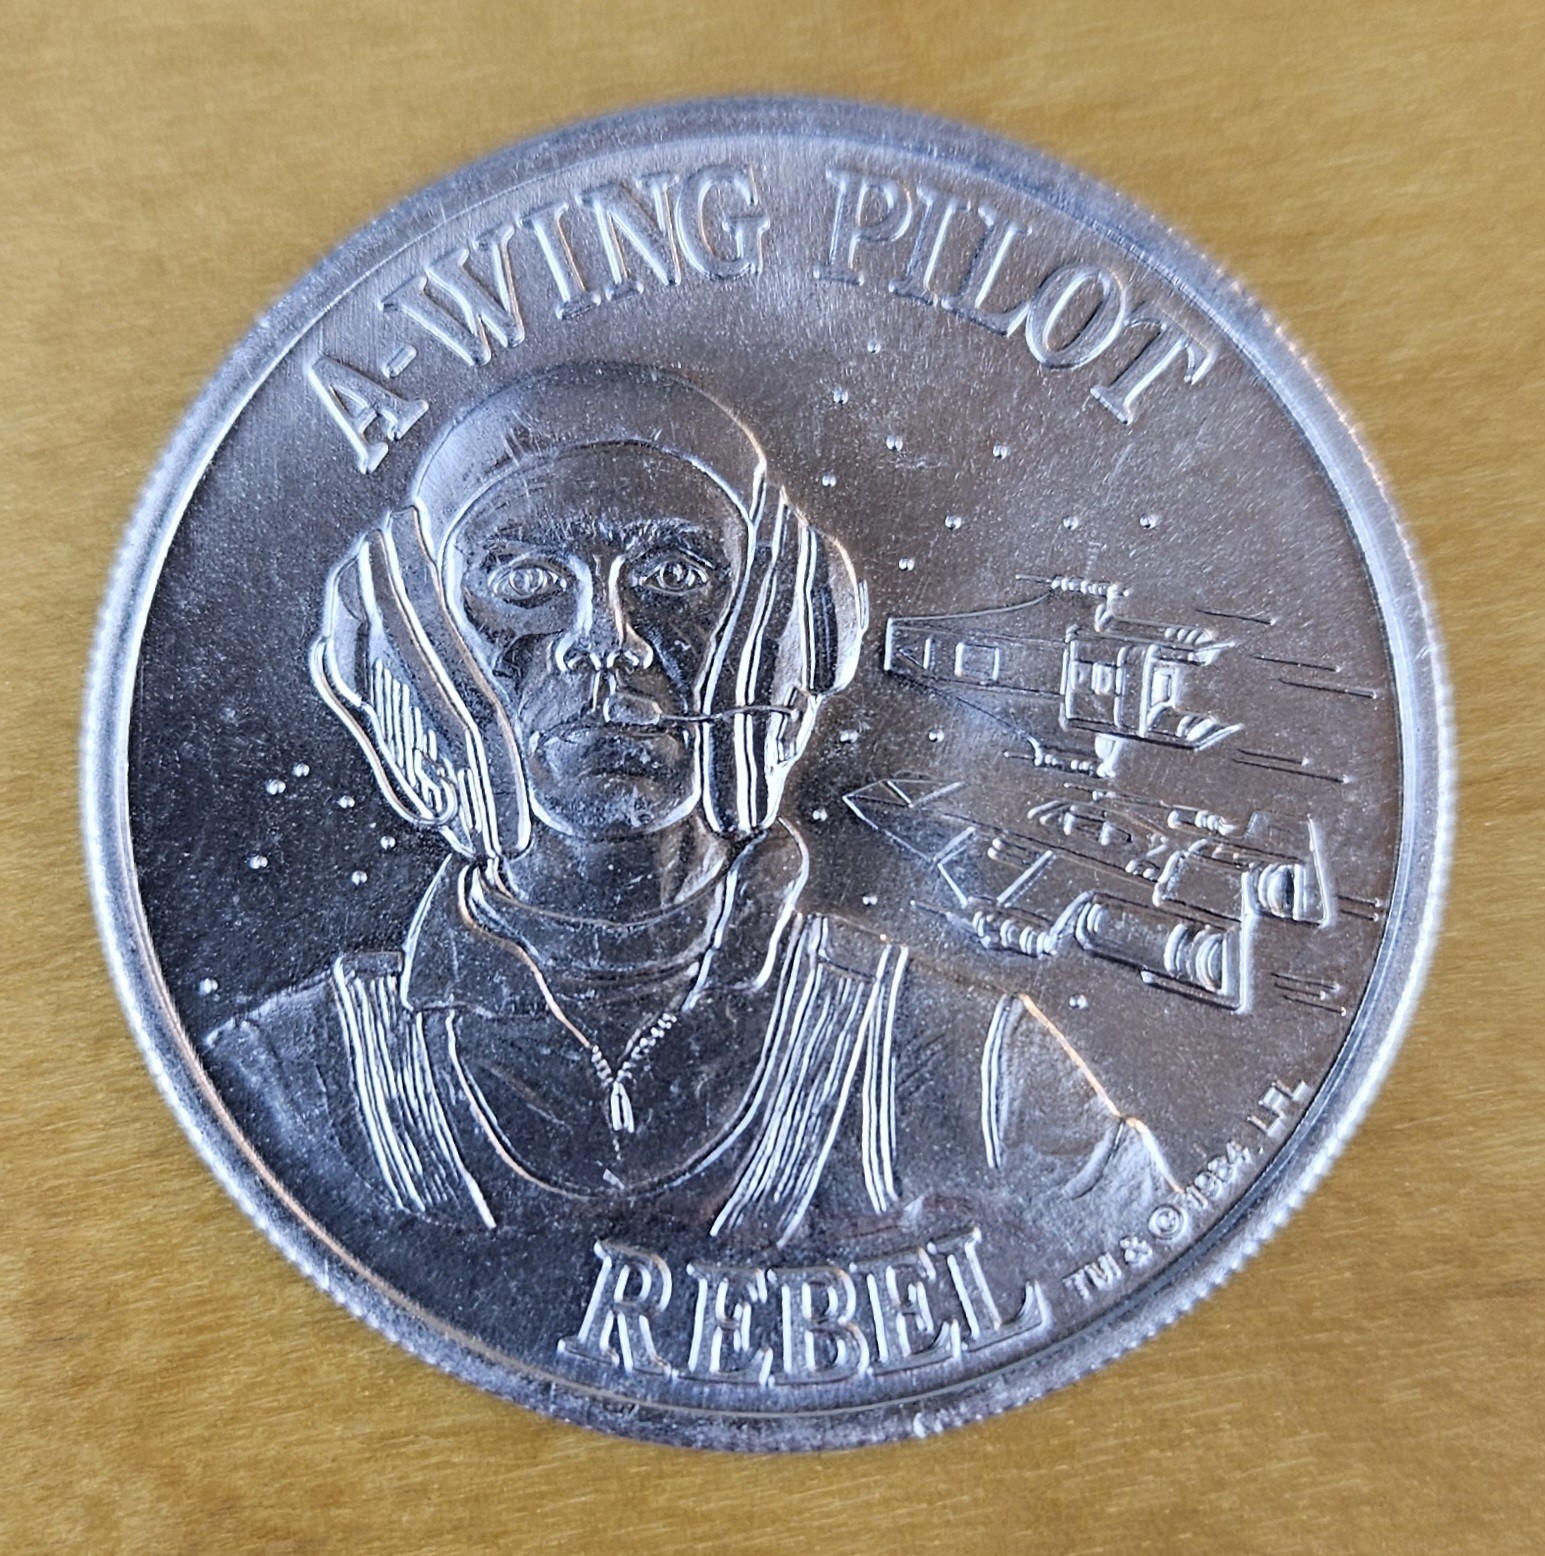 A-WING PILOT
REBEL
TM & © 1984, LFL